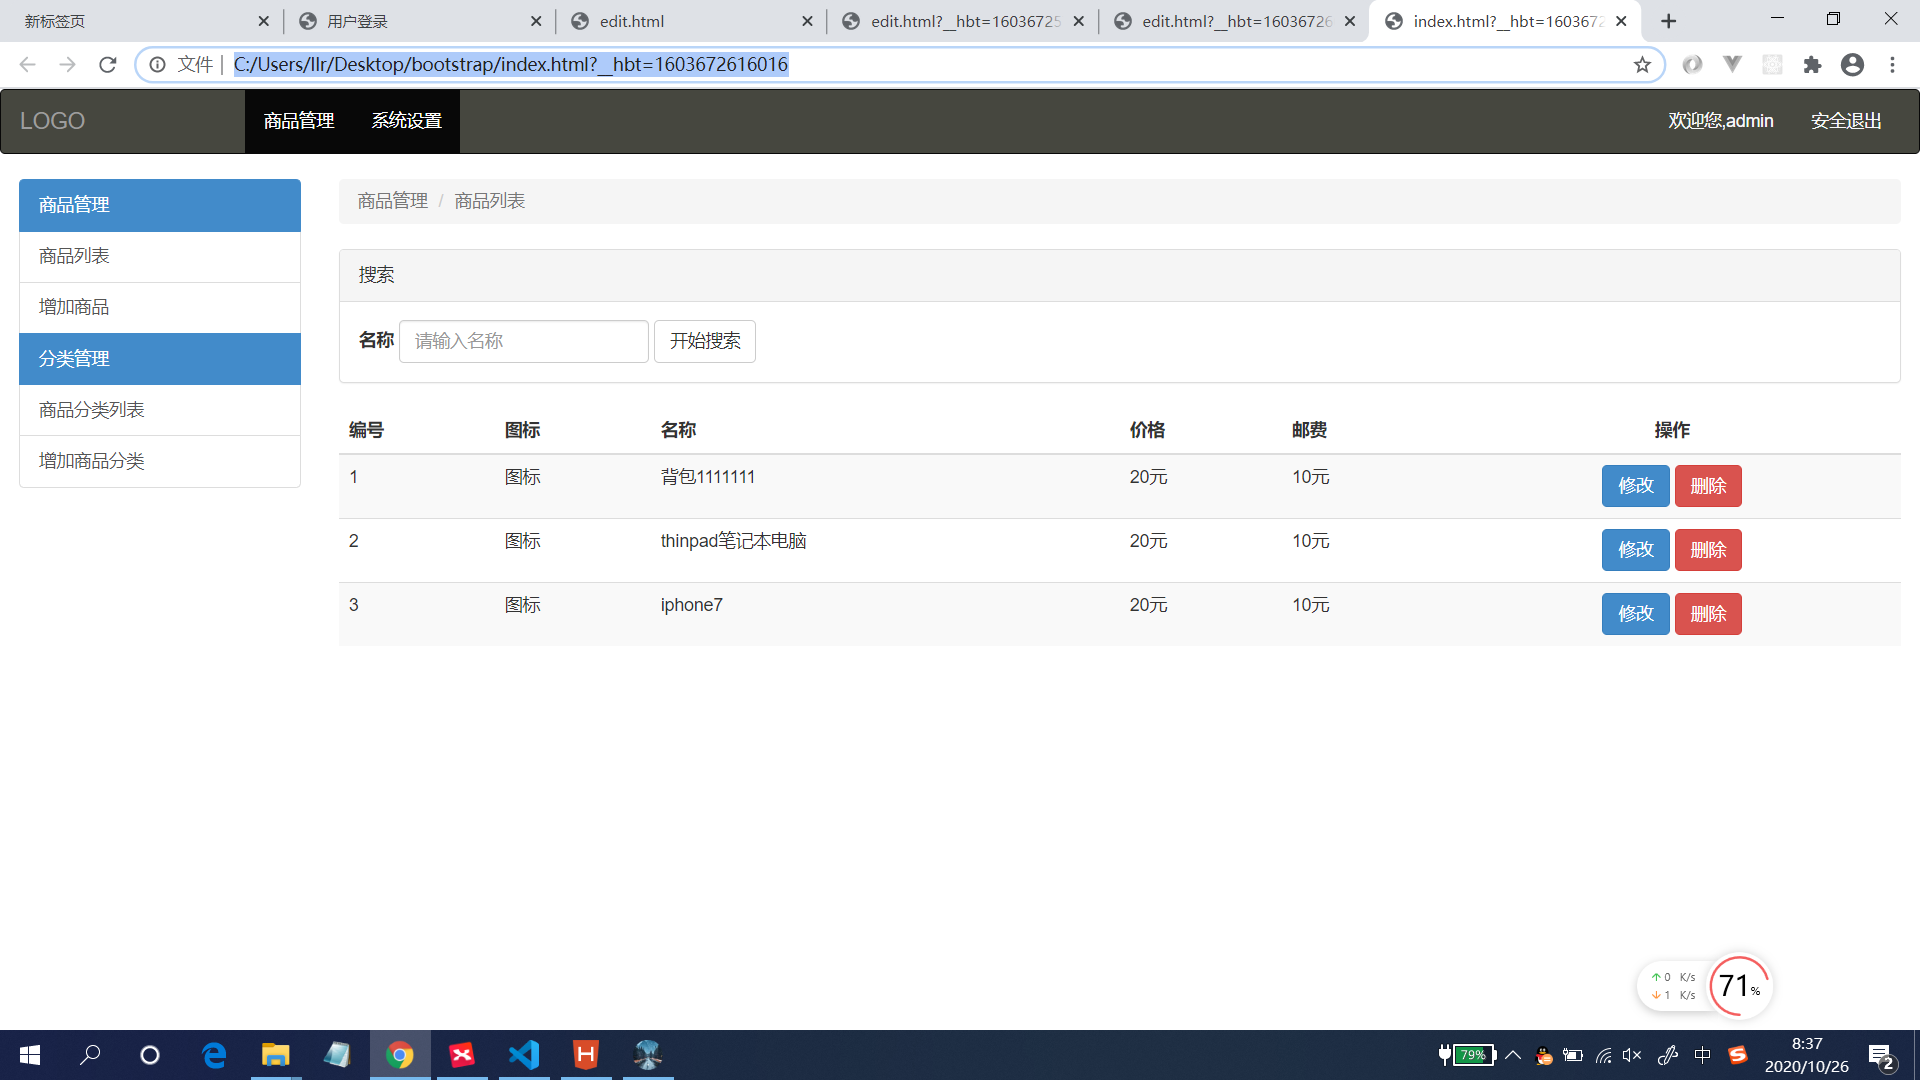 新标签页
用户登录
edit.html
edit.html?__hbt=16036725
edit.html?__hbt=16036726
index.html?__hbt=1603672
文件 | C:/Users/llr/Desktop/bootstrap/index.html?__hbt=1603672616016
LOGO
商品管理
系统设置
欢迎您,admin
安全退出
商品管理
商品列表
增加商品
分类管理
商品分类列表
增加商品分类
商品管理 / 商品列表
搜索
名称 请输入名称 开始搜索
编号 图标 名称 价格 邮费 操作
1 图标 背包1111111 20元 10元 修改 删除
2 图标 thinpad笔记本电脑 20元 10元 修改 删除
3 图标 iphone7 20元 10元 修改 删除
0 K/s
1 K/s
71%
79%
中
8:37
2020/10/26
2